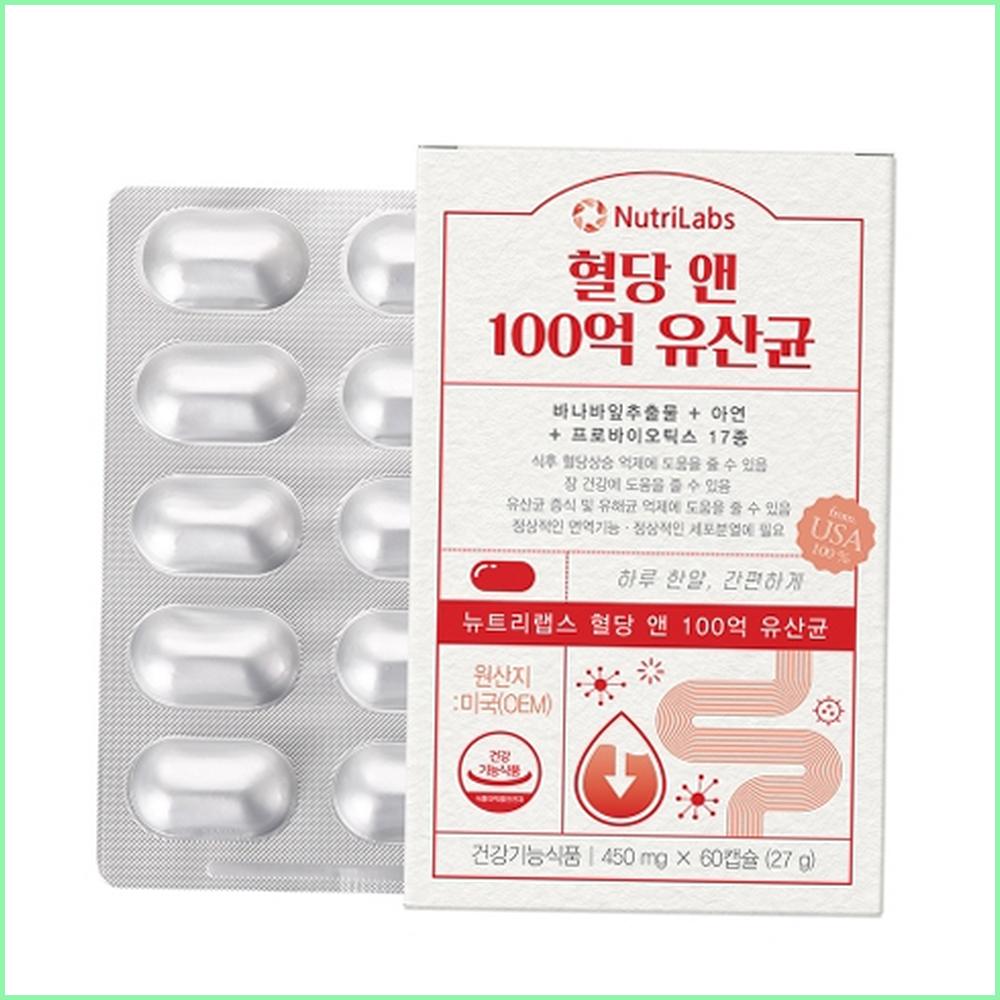 NutriLabs
혈당 앤
100억 유산균
바나바잎추출물 + 아연
+ 프로바이오틱스 17종
식후 혈당상승 억제에 도움을 줄 수 있음
장 건강에 도움을 줄 수 있음
유산균 증식 및 유해균 억제에 도움을 줄 수 있음
정상적인 면역기능 · 정상적인 세포분열에 필요
from
USA
100 %
하루 한알, 간편하게
뉴트리랩스 혈당 앤 100억 유산균
원산지
:미국(OEM)
건강
기능식품
건강기능식품 | 450 mg × 60캡슐 (27 g)